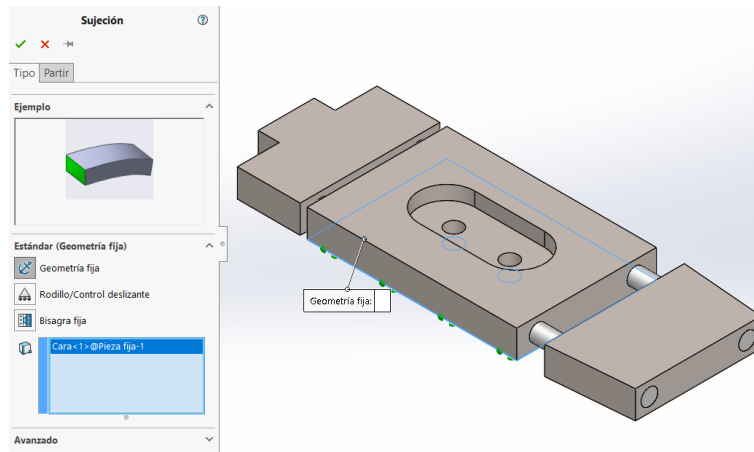 Sujeción
Tipo Partir
Ejemplo
Estándar (Geometría fija)
Geometría fija
Rodillo/Control deslizante
Bisagra fija
Cara<1>@Pieza fija-1
Avanzado
Geometría fija: